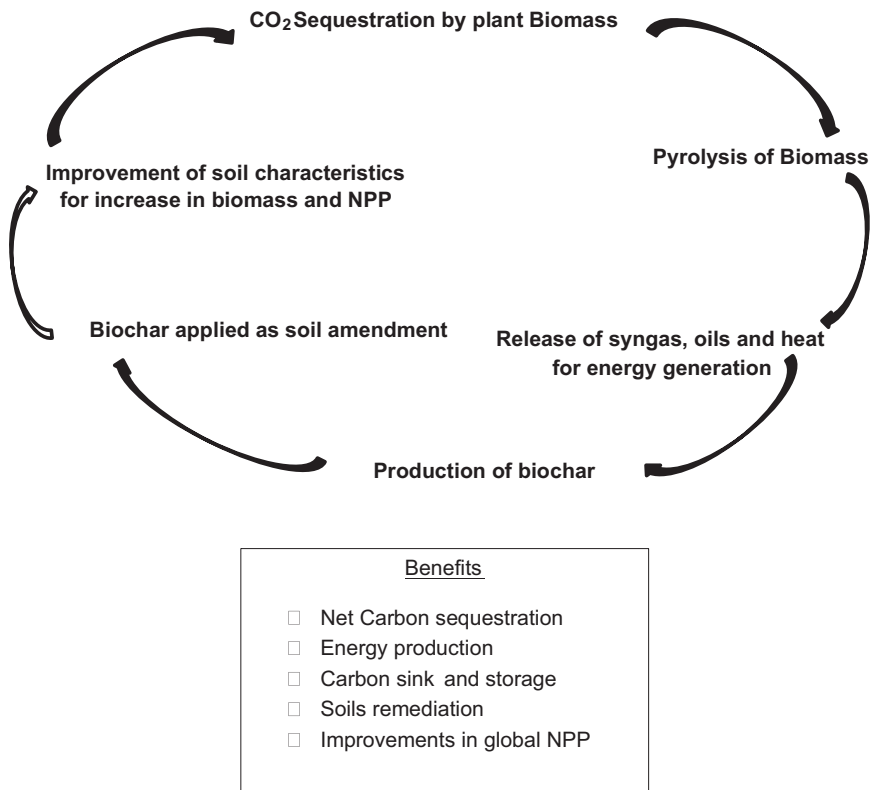 CO₂ Sequestration by plant Biomass
Pyrolysis of Biomass
Release of syngas, oils and heat
for energy generation
Production of biochar
Biochar applied as soil amendment
Improvement of soil characteristics
for increase in biomass and NPP
Benefits
Net Carbon sequestration
Energy production
Carbon sink and storage
Soils remediation
Improvements in global NPP